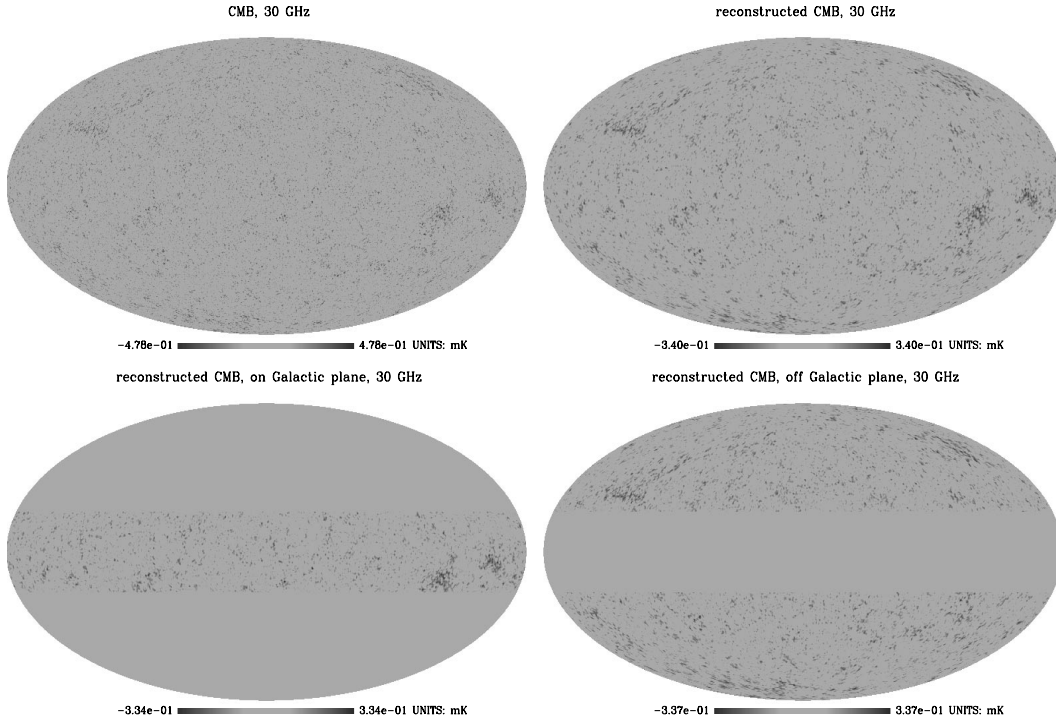 CMB, 30 GHz
reconstructed CMB, 30 GHz
-4.78e-01 4.78e-01 UNITS: mK
-3.40e-01 3.40e-01 UNITS: mK
reconstructed CMB, on Galactic plane, 30 GHz
reconstructed CMB, off Galactic plane, 30 GHz
-3.34e-01 3.34e-01 UNITS: mK
-3.37e-01 3.37e-01 UNITS: mK